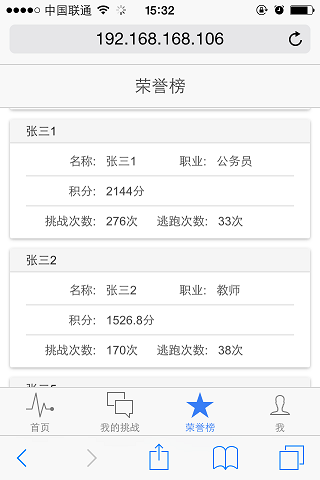 中国联通 15:32
192.168.168.106
荣誉榜
张三1
名称: 张三1 职业: 公务员
积分: 2144分
挑战次数: 276次 逃跑次数: 33次
张三2
名称: 张三2 职业: 教师
积分: 1526.8分
挑战次数: 170次 逃跑次数: 38次
首页 我的挑战 荣誉榜 我